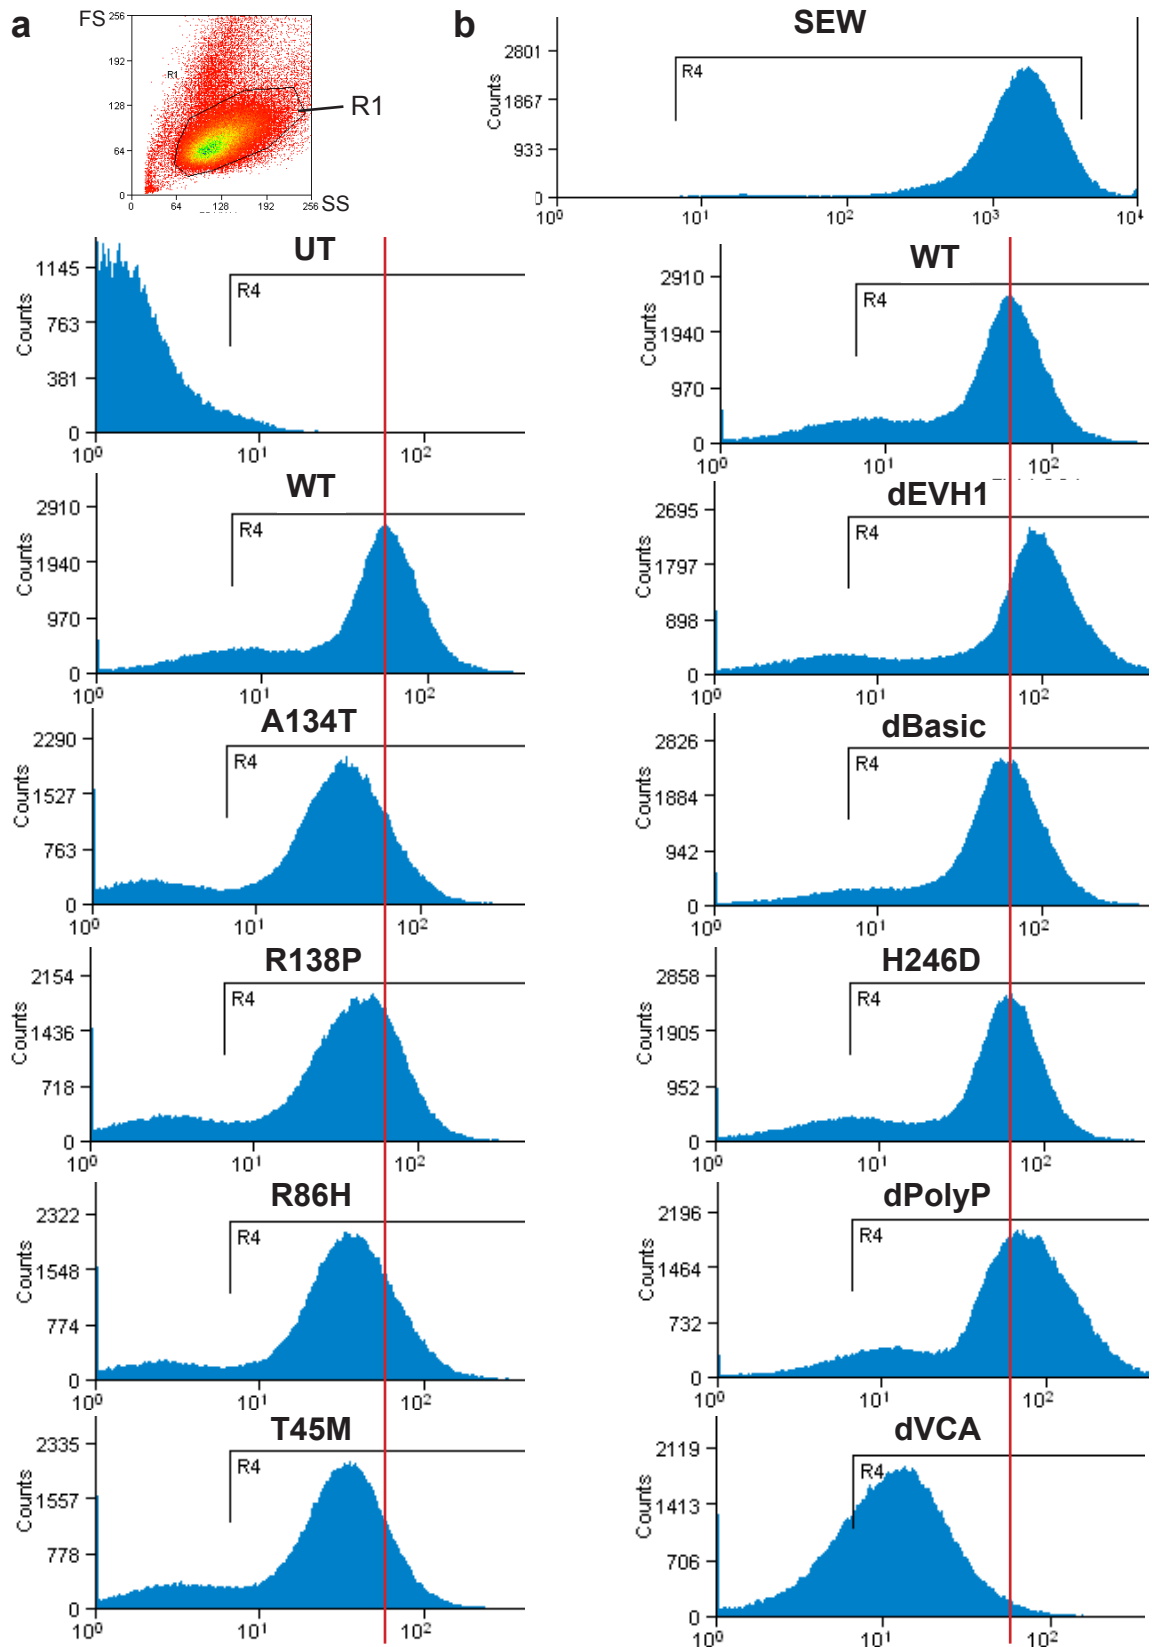 a
FS
256
192
128
64
0
R1
R1
0 64 128 192 256 SS
b
SEW
Counts
2801
1867
933
0
R4
10⁰ 10¹ 10² 10³ 10⁴
UT
Counts
1145
763
381
0
R4
10⁰ 10¹ 10²
WT
Counts
2910
1940
970
0
R4
10⁰ 10¹ 10²
WT
Counts
2910
1940
970
0
R4
10⁰ 10¹ 10²
dEVH1
Counts
2695
1797
898
0
R4
10⁰ 10¹ 10²
A134T
Counts
2290
1527
763
0
R4
10⁰ 10¹ 10²
dBasic
Counts
2826
1884
942
0
R4
10⁰ 10¹ 10²
R138P
Counts
2154
1436
718
0
R4
10⁰ 10¹ 10²
H246D
Counts
2858
1905
952
0
R4
10⁰ 10¹ 10²
R86H
Counts
2322
1548
774
0
R4
10⁰ 10¹ 10²
dPolyP
Counts
2196
1464
732
0
R4
10⁰ 10¹ 10²
T45M
Counts
2335
1557
778
0
R4
10⁰ 10¹ 10²
dVCA
Counts
2119
1413
706
0
R4
10⁰ 10¹ 10²